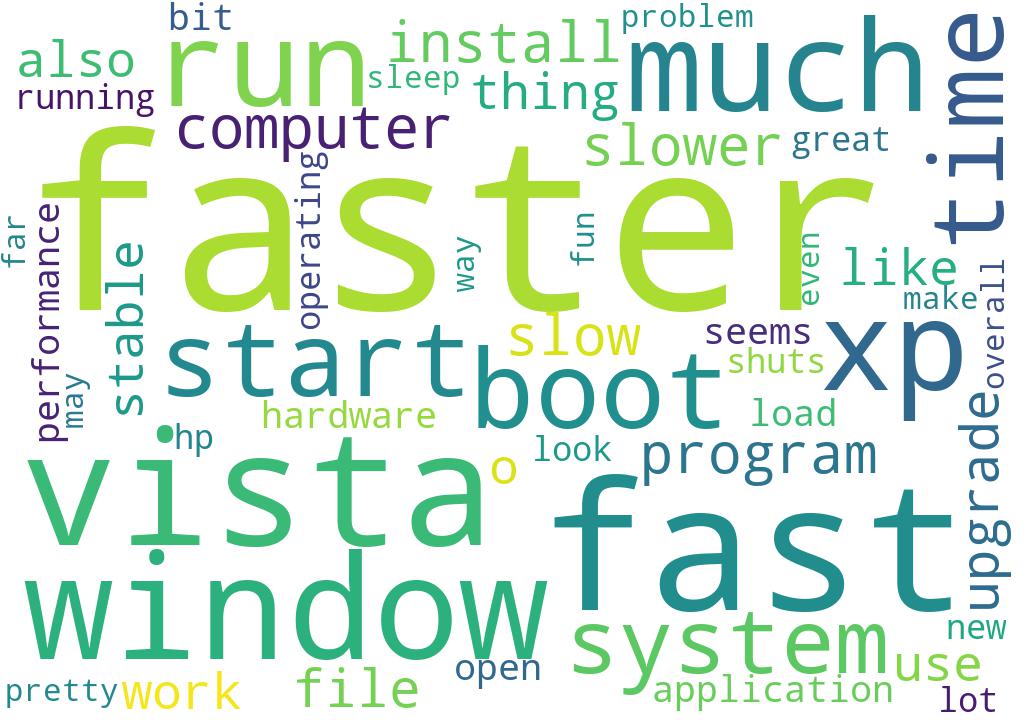 bit
problem
also
run
install
much
time
running
sleep
thing
computer
slower
great
faster
far
performance
stable
operating
way
fun
even
like
make
overall
may
start
slow
seems
xp
boot
shuts
hardware
load
hp
look
program
upgrade
vista
o
fast
window
system
new
pretty
work
file
open
application
use
lot